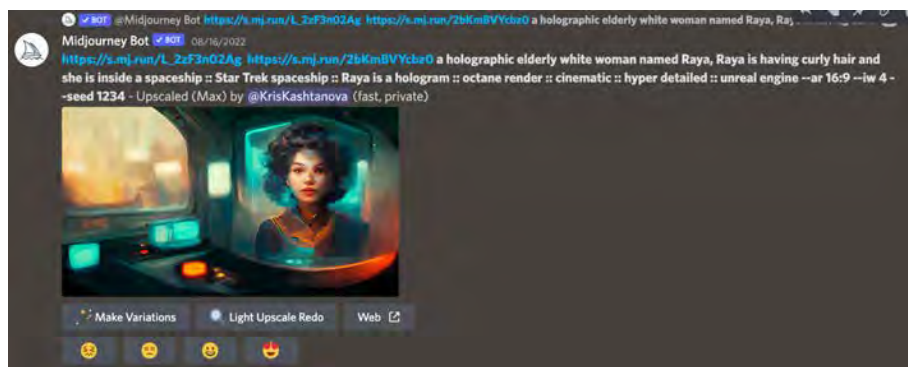 ✓ BOT @Midjourney Bot https://s.mj.run/L_2zF3n02Ag https://s.mj.run/2bKmBVYcbz0 a holographic elderly white woman named Raya, Ray
Midjourney Bot ✓ BOT 08/16/2022
https://s.mj.run/L_2zF3n02Ag https://s.mj.run/2bKmBVYcbz0 a holographic elderly white woman named Raya, Raya is having curly hair and
she is inside a spaceship :: Star Trek spaceship :: Raya is a hologram :: octane render :: cinematic :: hyper detailed :: unreal engine --ar 16:9 --iw 4 -
-seed 1234 - Upscaled (Max) by @KrisKashtanova (fast, private)
Make Variations Light Upscale Redo Web